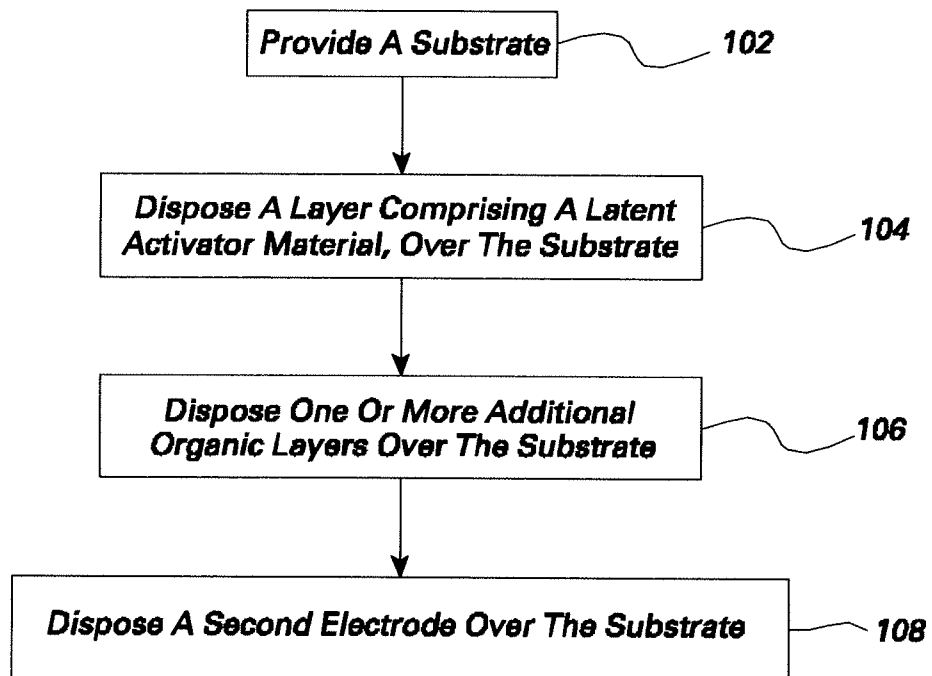 Provide A Substrate
102
Dispose A Layer Comprising A Latent
Activator Material, Over The Substrate
104
Dispose One Or More Additional
Organic Layers Over The Substrate
106
Dispose A Second Electrode Over The Substrate
108